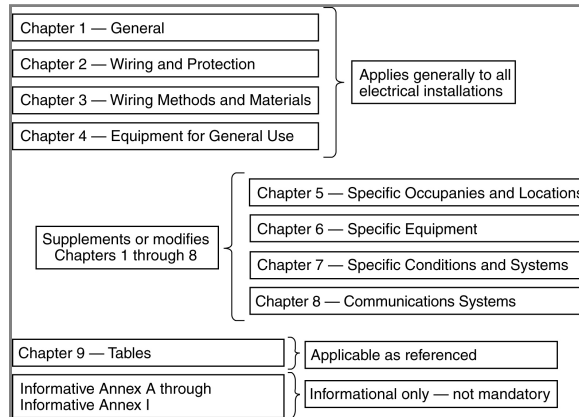 Chapter 1 — General
Chapter 2 — Wiring and Protection
Chapter 3 — Wiring Methods and Materials
Chapter 4 — Equipment for General Use
Applies generally to all
electrical installations
Supplements or modifies
Chapters 1 through 8
Chapter 5 — Specific Occupanies and Locations
Chapter 6 — Specific Equipment
Chapter 7 — Specific Conditions and Systems
Chapter 8 — Communications Systems
Chapter 9 — Tables
Applicable as referenced
Informative Annex A through
Informative Annex I
Informational only — not mandatory